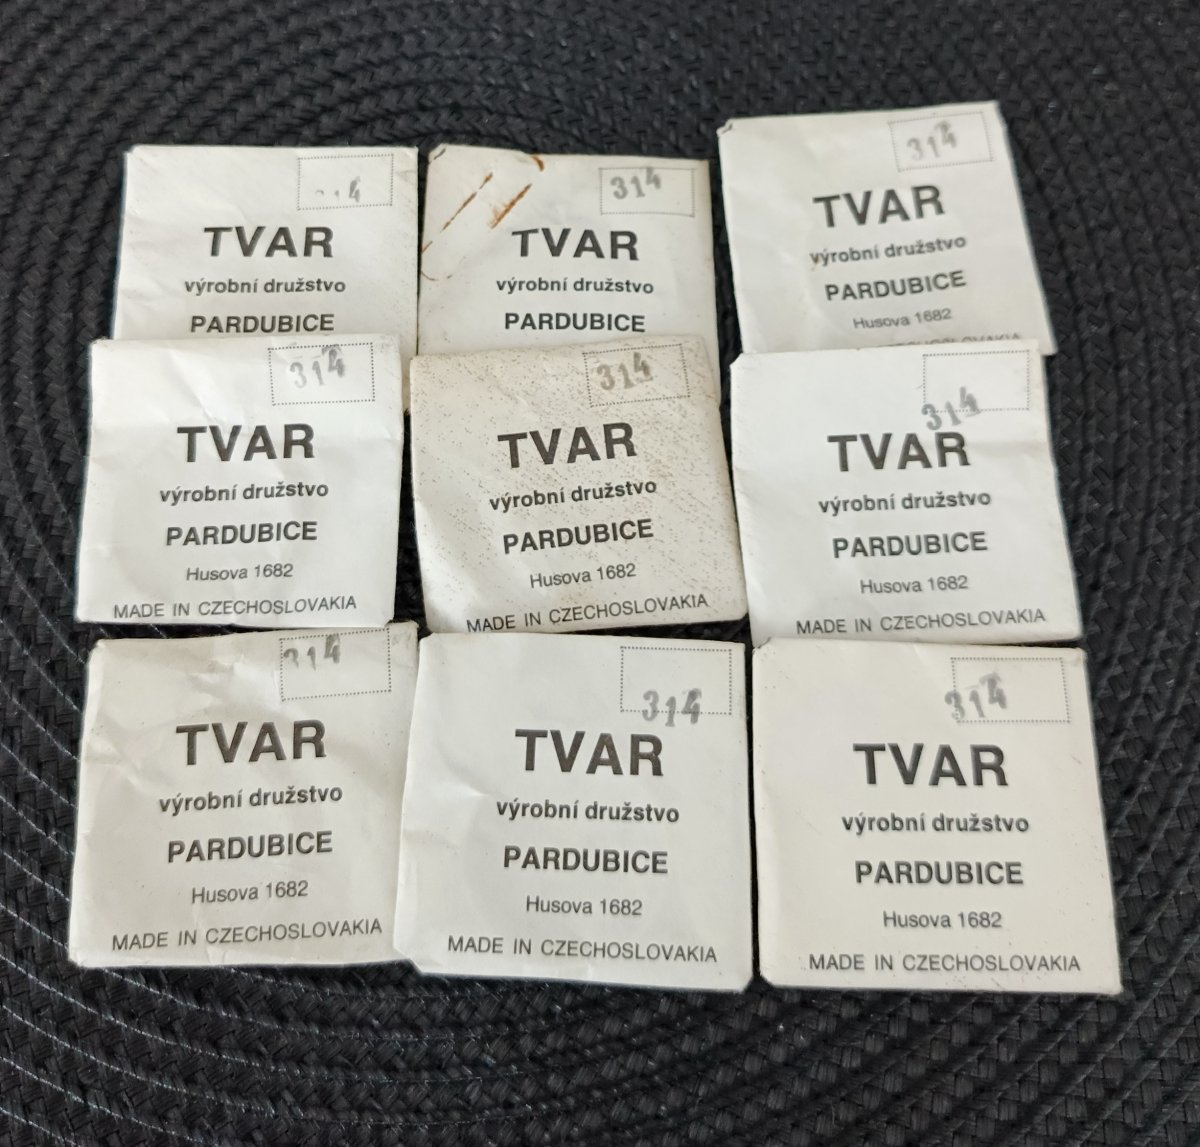 14
TVAR
výrobní družstvo
PARDUBICE
314
TVAR
výrobní družstvo
PARDUBICE
314
TVAR
výrobní družstvo
PARDUBICE
Husova 1682
CZECHOSLOVAKIA
314
TVAR
výrobní družstvo
PARDUBICE
Husova 1682
MADE IN CZECHOSLOVAKIA
314
TVAR
výrobní družstvo
PARDUBICE
Husova 1682
MADE IN CZECHOSLOVAKIA
314
TVAR
výrobní družstvo
PARDUBICE
Husova 1682
MADE IN CZECHOSLOVAKIA
314
TVAR
výrobní družstvo
PARDUBICE
Husova 1682
MADE IN CZECHOSLOVAKIA
314
TVAR
výrobní družstvo
PARDUBICE
Husova 1682
MADE IN CZECHOSLOVAKIA
314
TVAR
výrobní družstvo
PARDUBICE
Husova 1682
MADE IN CZECHOSLOVAKIA